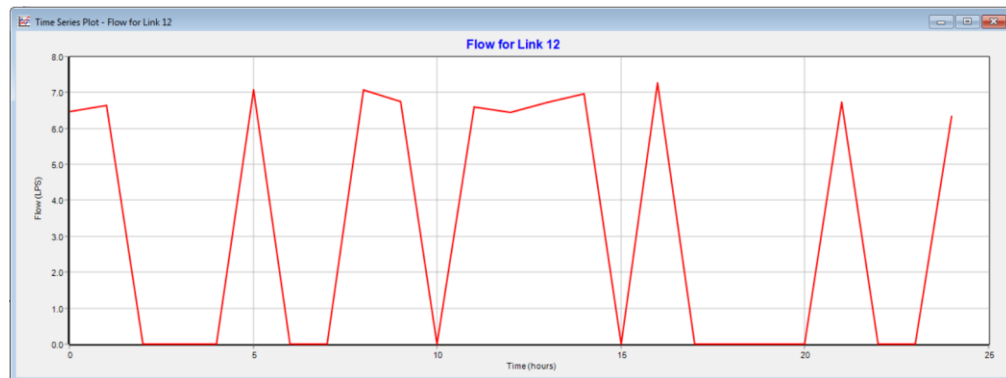 Time Series Plot - Flow for Link 12
Flow for Link 12
8.0
7.0
6.0
5.0
4.0
3.0
2.0
1.0
0.0
Flow (LPS)
0 5 10 15 20 25
Time (hours)